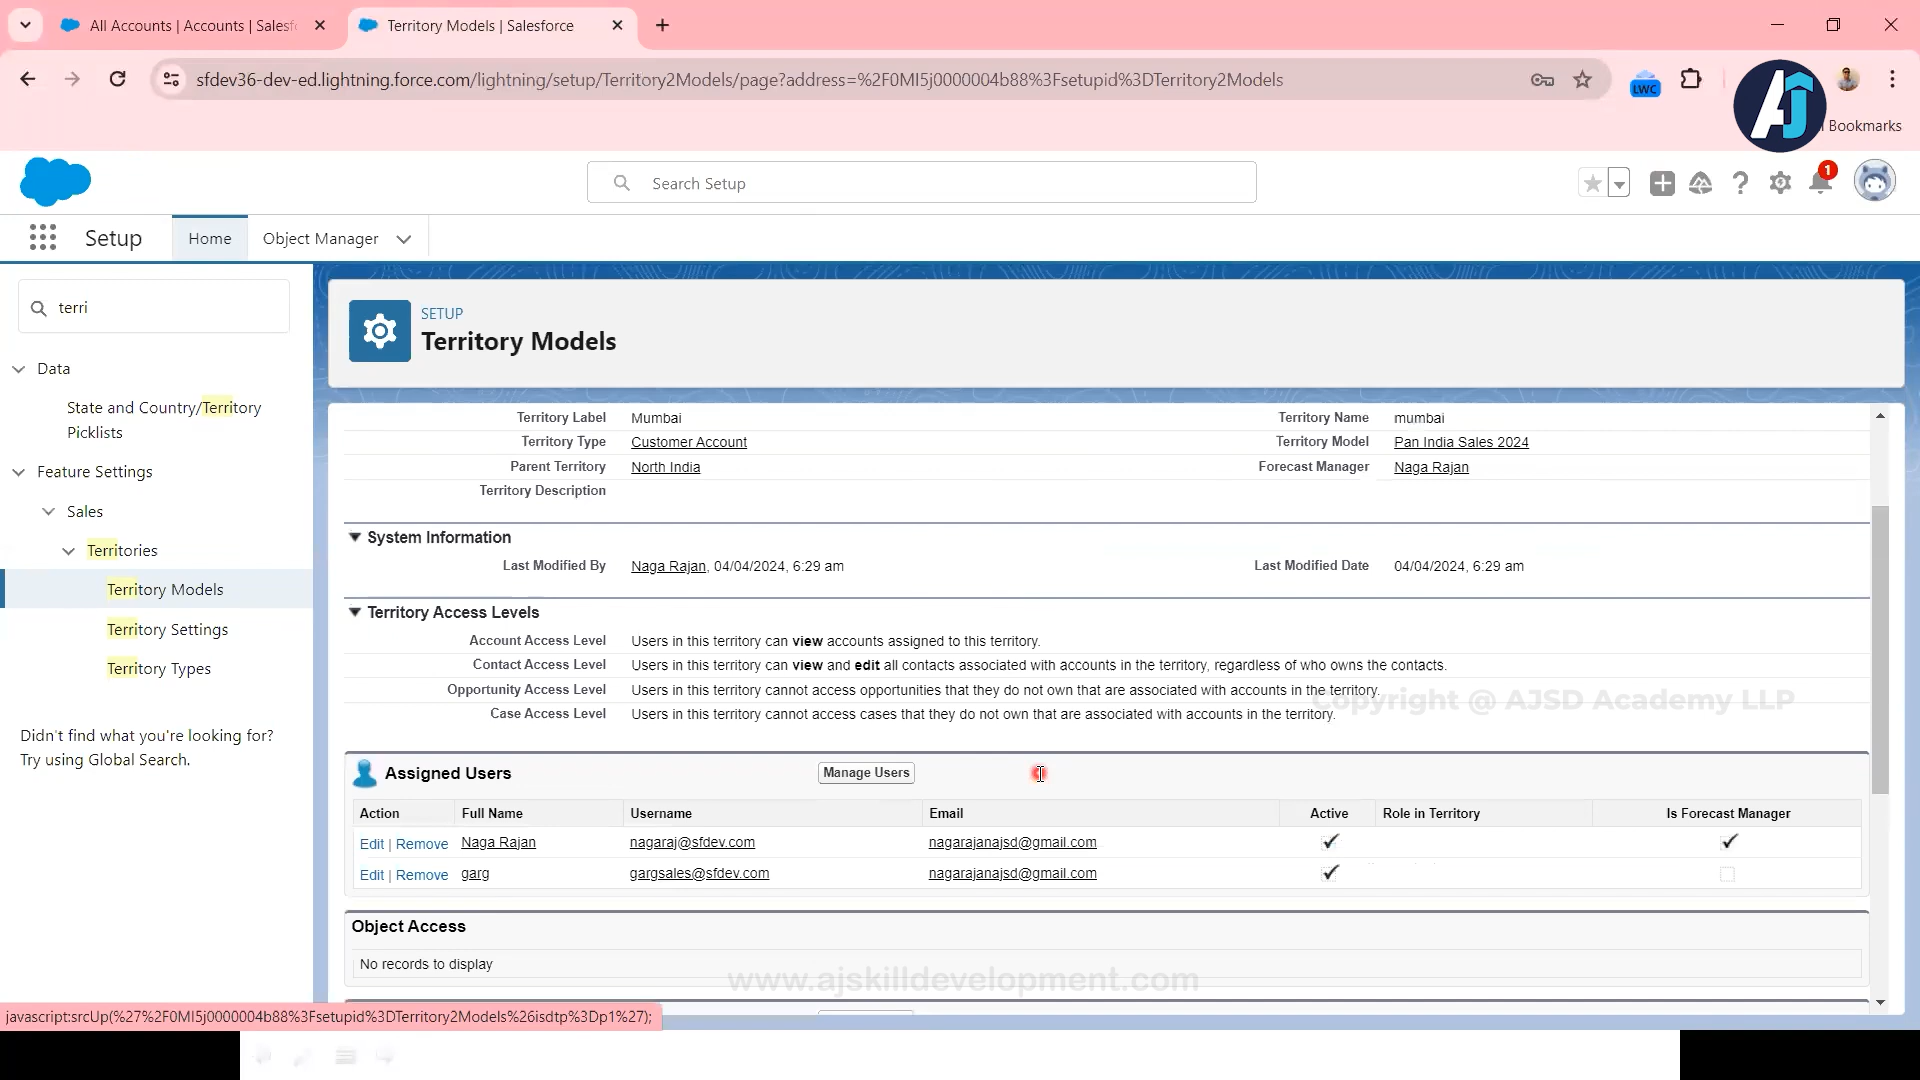 All Accounts | Accounts | Salesf
Territory Models | Salesforce
sfdev36-dev-ed.lightning.force.com/lightning/setup/Territory2Models/page?address=%2F0MI5j0000004b88%3Fsetupid%3DTerritory2Models
LWC
AJ
Bookmarks
Search Setup
1
Setup
Home
Object Manager
terri
Data
State and Country/Territory
Picklists
Feature Settings
Sales
Territories
Territory Models
Territory Settings
Territory Types
Didn't find what you're looking for?
Try using Global Search.
SETUP
Territory Models
Territory Label Mumbai Territory Name mumbai
Territory Type Customer Account Territory Model Pan India Sales 2024
Parent Territory North India Forecast Manager Naga Rajan
Territory Description
System Information
Last Modified By Naga Rajan, 04/04/2024, 6:29 am Last Modified Date 04/04/2024, 6:29 am
Territory Access Levels
Account Access Level Users in this territory can view accounts assigned to this territory.
Contact Access Level Users in this territory can view and edit all contacts associated with accounts in the territory, regardless of who owns the contacts.
Opportunity Access Level Users in this territory cannot access opportunities that they do not own that are associated with accounts in the territory.
Copyright @ AJSD Academy LLP
Case Access Level Users in this territory cannot access cases that they do not own that are associated with accounts in the territory.
Assigned Users Manage Users
Action Full Name Username Email Active Role in Territory Is Forecast Manager
Edit | Remove Naga Rajan nagaraj@sfdev.com nagarajanajsd@gmail.com
Edit | Remove garg gargsales@sfdev.com nagarajanajsd@gmail.com
Object Access
No records to display
www.ajskilldevelopment.com
javascript:srcUp(%27%2F0MI5j0000004b88%3Fsetupid%3DTerritory2Models%26isdtp%3Dp1%27);